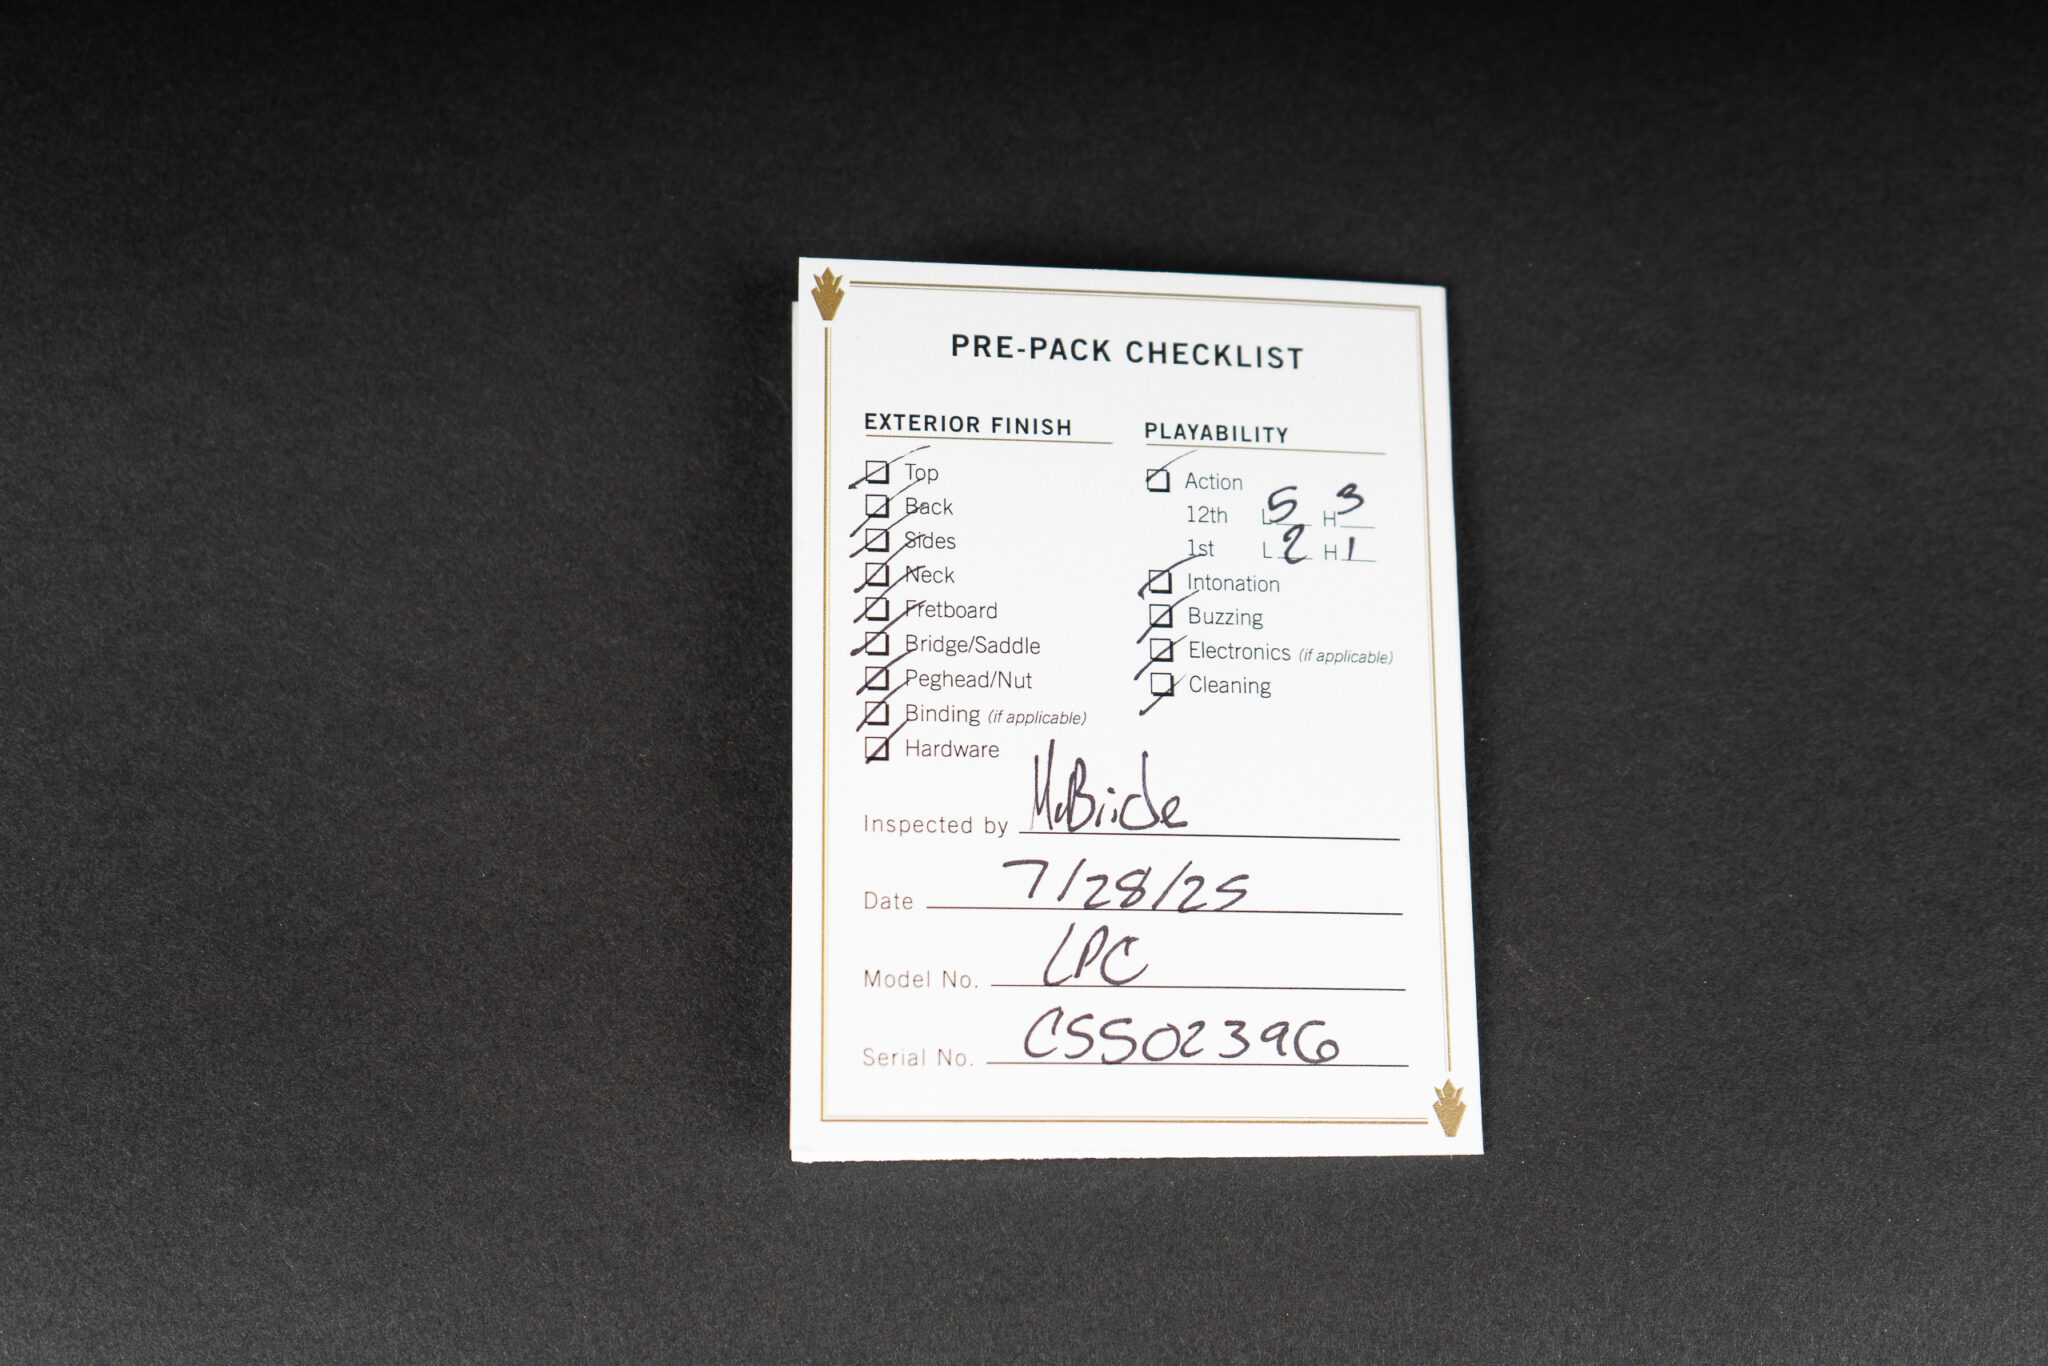 PRE-PACK CHECKLIST
EXTERIOR FINISH
Top
Back
Sides
Neck
Fretboard
Bridge/Saddle
Peghead/Nut
Binding (if applicable)
Hardware
PLAYABILITY
Action
12th L 5 H 3
1st L 2 H 1
Intonation
Buzzing
Electronics (if applicable)
Cleaning
Inspected by McBride
Date 7/28/25
Model No. LPC
Serial No. CS502396